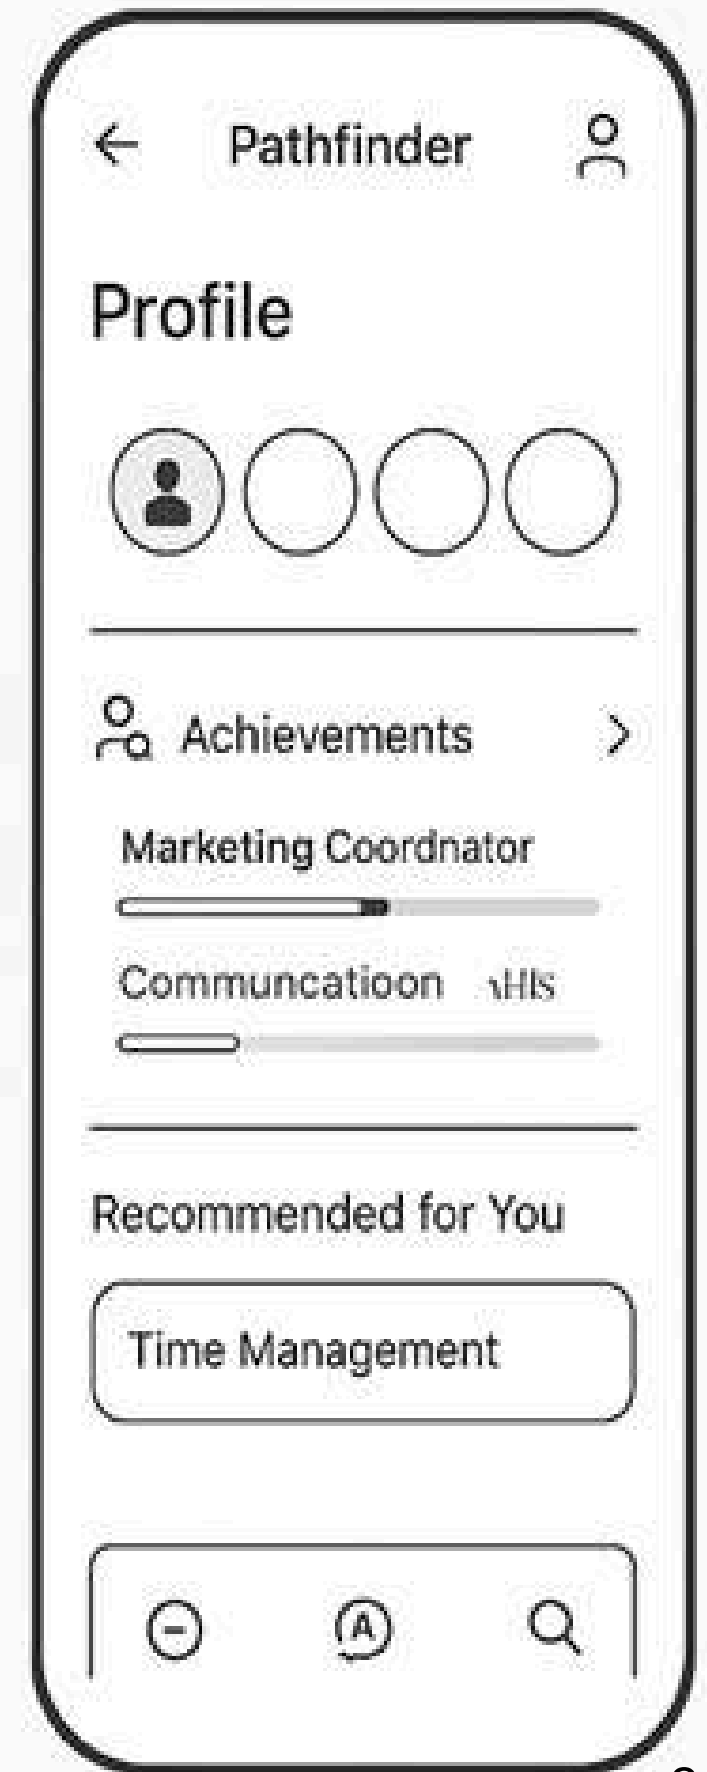 Pathfinder
Profile
Achievements
Marketing Coordnator
Communcatioon
Recommended for You
Time Management
A